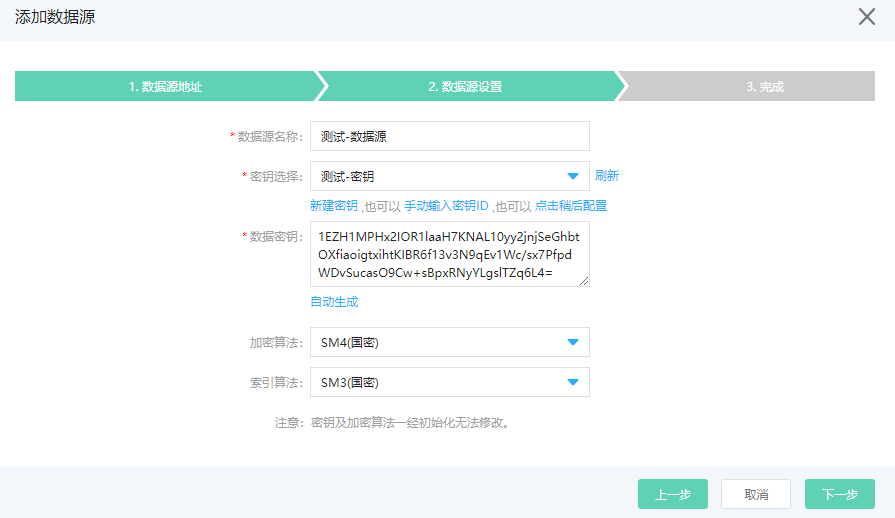 添加数据源
1. 数据源地址
2. 数据源设置
3. 完成
* 数据源名称: 测试-数据源
* 密钥选择: 测试-密钥 刷新
新建密钥 ,也可以 手动输入密钥ID ,也可以 点击稍后配置
* 数据密钥: 1EZH1MPHx2IOR1laaH7KNAL10yy2jnjSeGhbt
OXfiaoigtxihtKIBR6f13v3N9qEv1Wc/sx7Pfpd
WDvSucasO9Cw+sBpxRNyYLgslTZq6L4=
自动生成
加密算法: SM4(国密)
索引算法: SM3(国密)
注意: 密钥及加密算法一经初始化无法修改。
上一步 取消 下一步